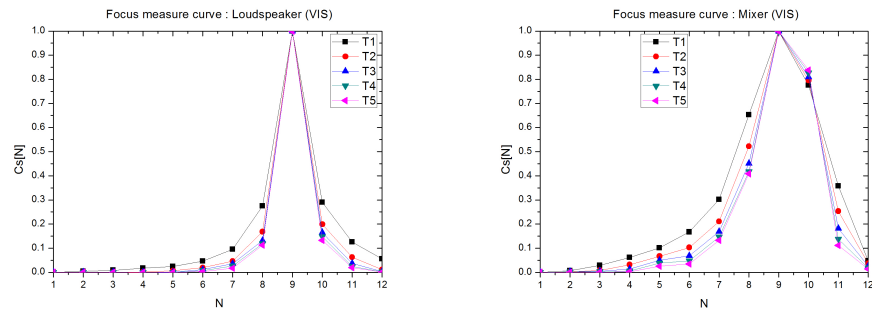 Focus measure curve : Loudspeaker (VIS)
1.0
0.9
0.8
0.7
0.6
0.5
0.4
0.3
0.2
0.1
0.0
Cs[N]
T1
T2
T3
T4
T5
1 2 3 4 5 6 7 8 9 10 11 12
N
Focus measure curve : Mixer (VIS)
1.0
0.9
0.8
0.7
0.6
0.5
0.4
0.3
0.2
0.1
0.0
Cs[N]
T1
T2
T3
T4
T5
1 2 3 4 5 6 7 8 9 10 11 12
N